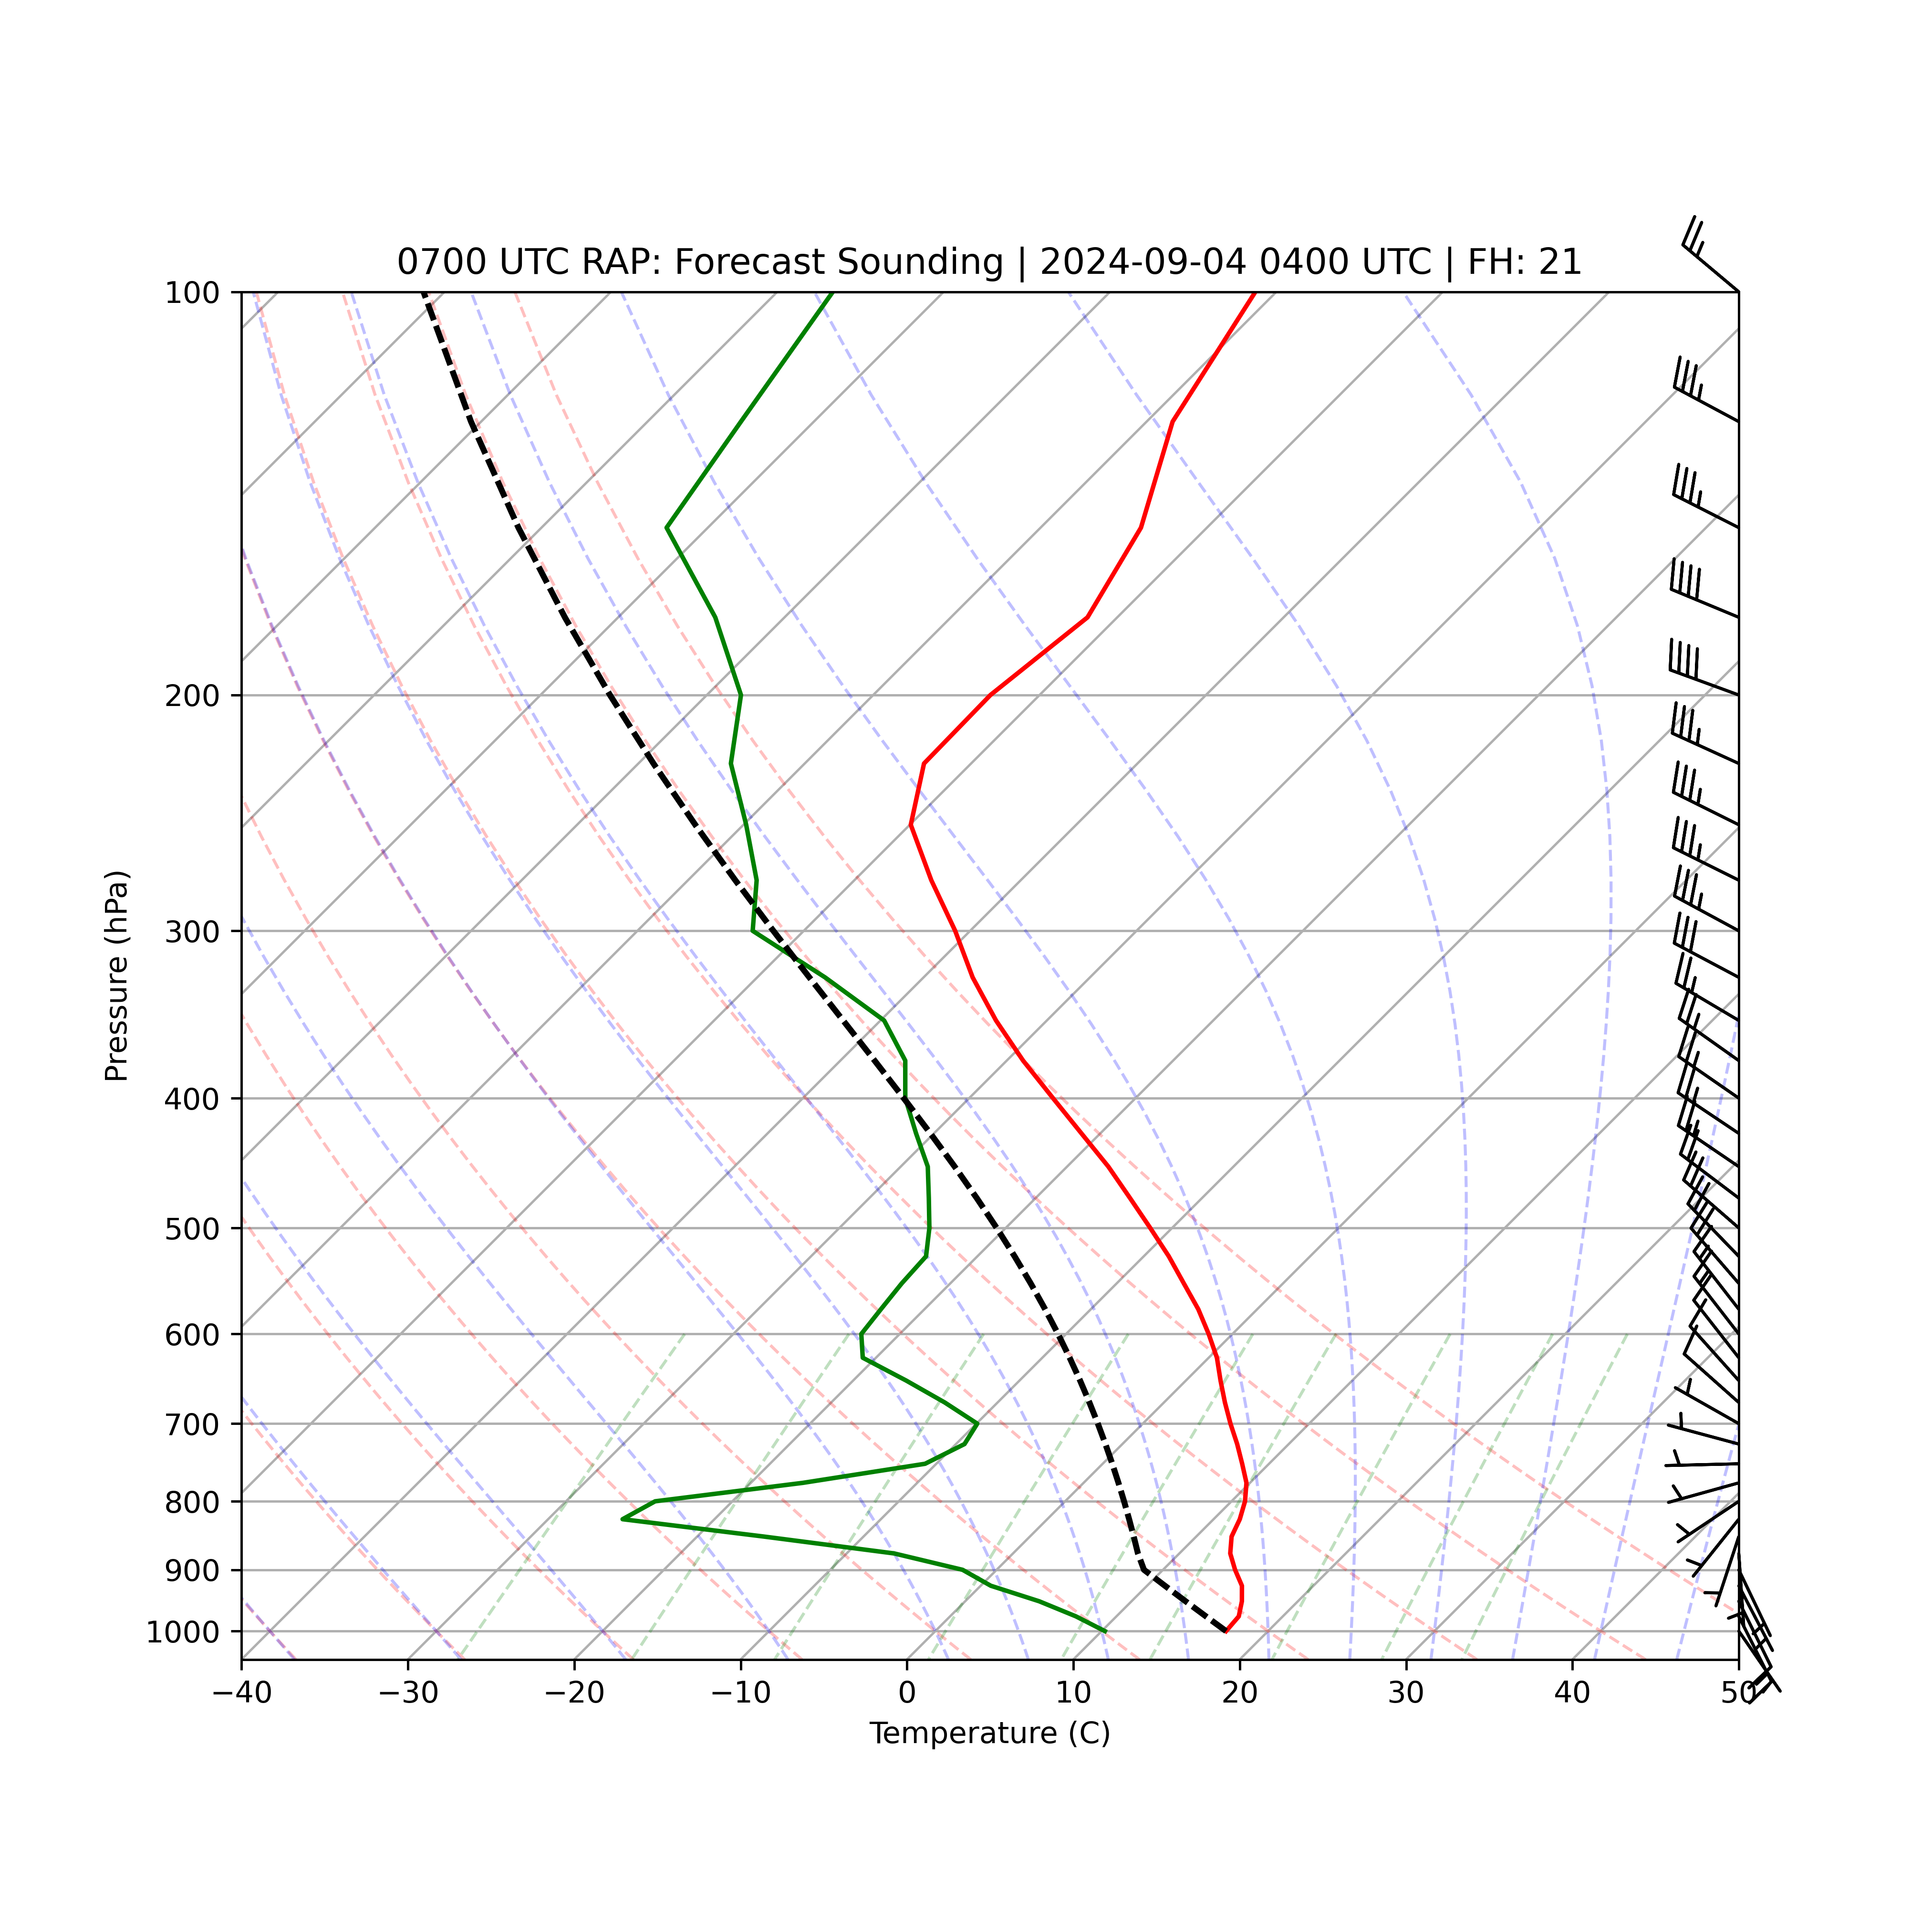 0700 UTC RAP: Forecast Sounding | 2024-09-04 0400 UTC | FH: 21
100
200
300
400
500
600
700
800
900
1000
Pressure (hPa)
−40 −30 −20 −10 0 10 20 30 40 50
Temperature (C)